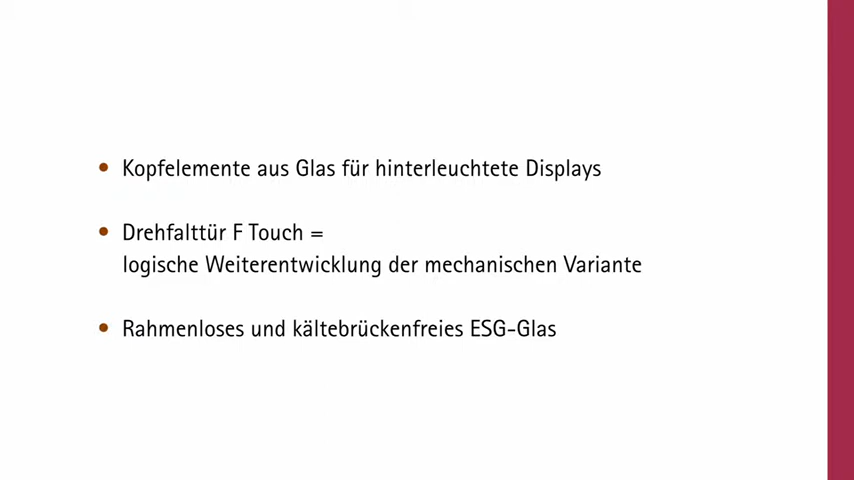 • Kopfelemente aus Glas für hinterleuchtete Displays
• Drehfalttür F Touch =
logische Weiterentwicklung der mechanischen Variante
• Rahmenloses und kältebrückenfreies ESG-Glas